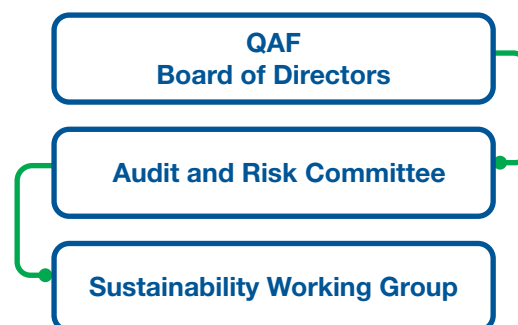 QAF
Board of Directors
Audit and Risk Committee
Sustainability Working Group